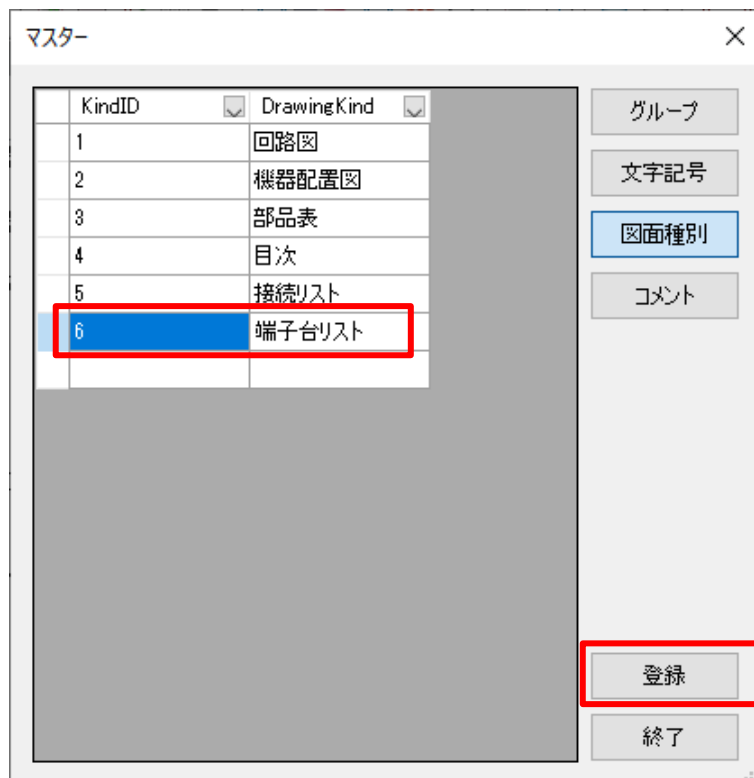 マスター
KindID DrawingKind
1 回路図
2 機器配置図
3 部品表
4 目次
5 接続リスト
6 端子台リスト
グループ
文字記号
図面種別
コメント
登録
終了